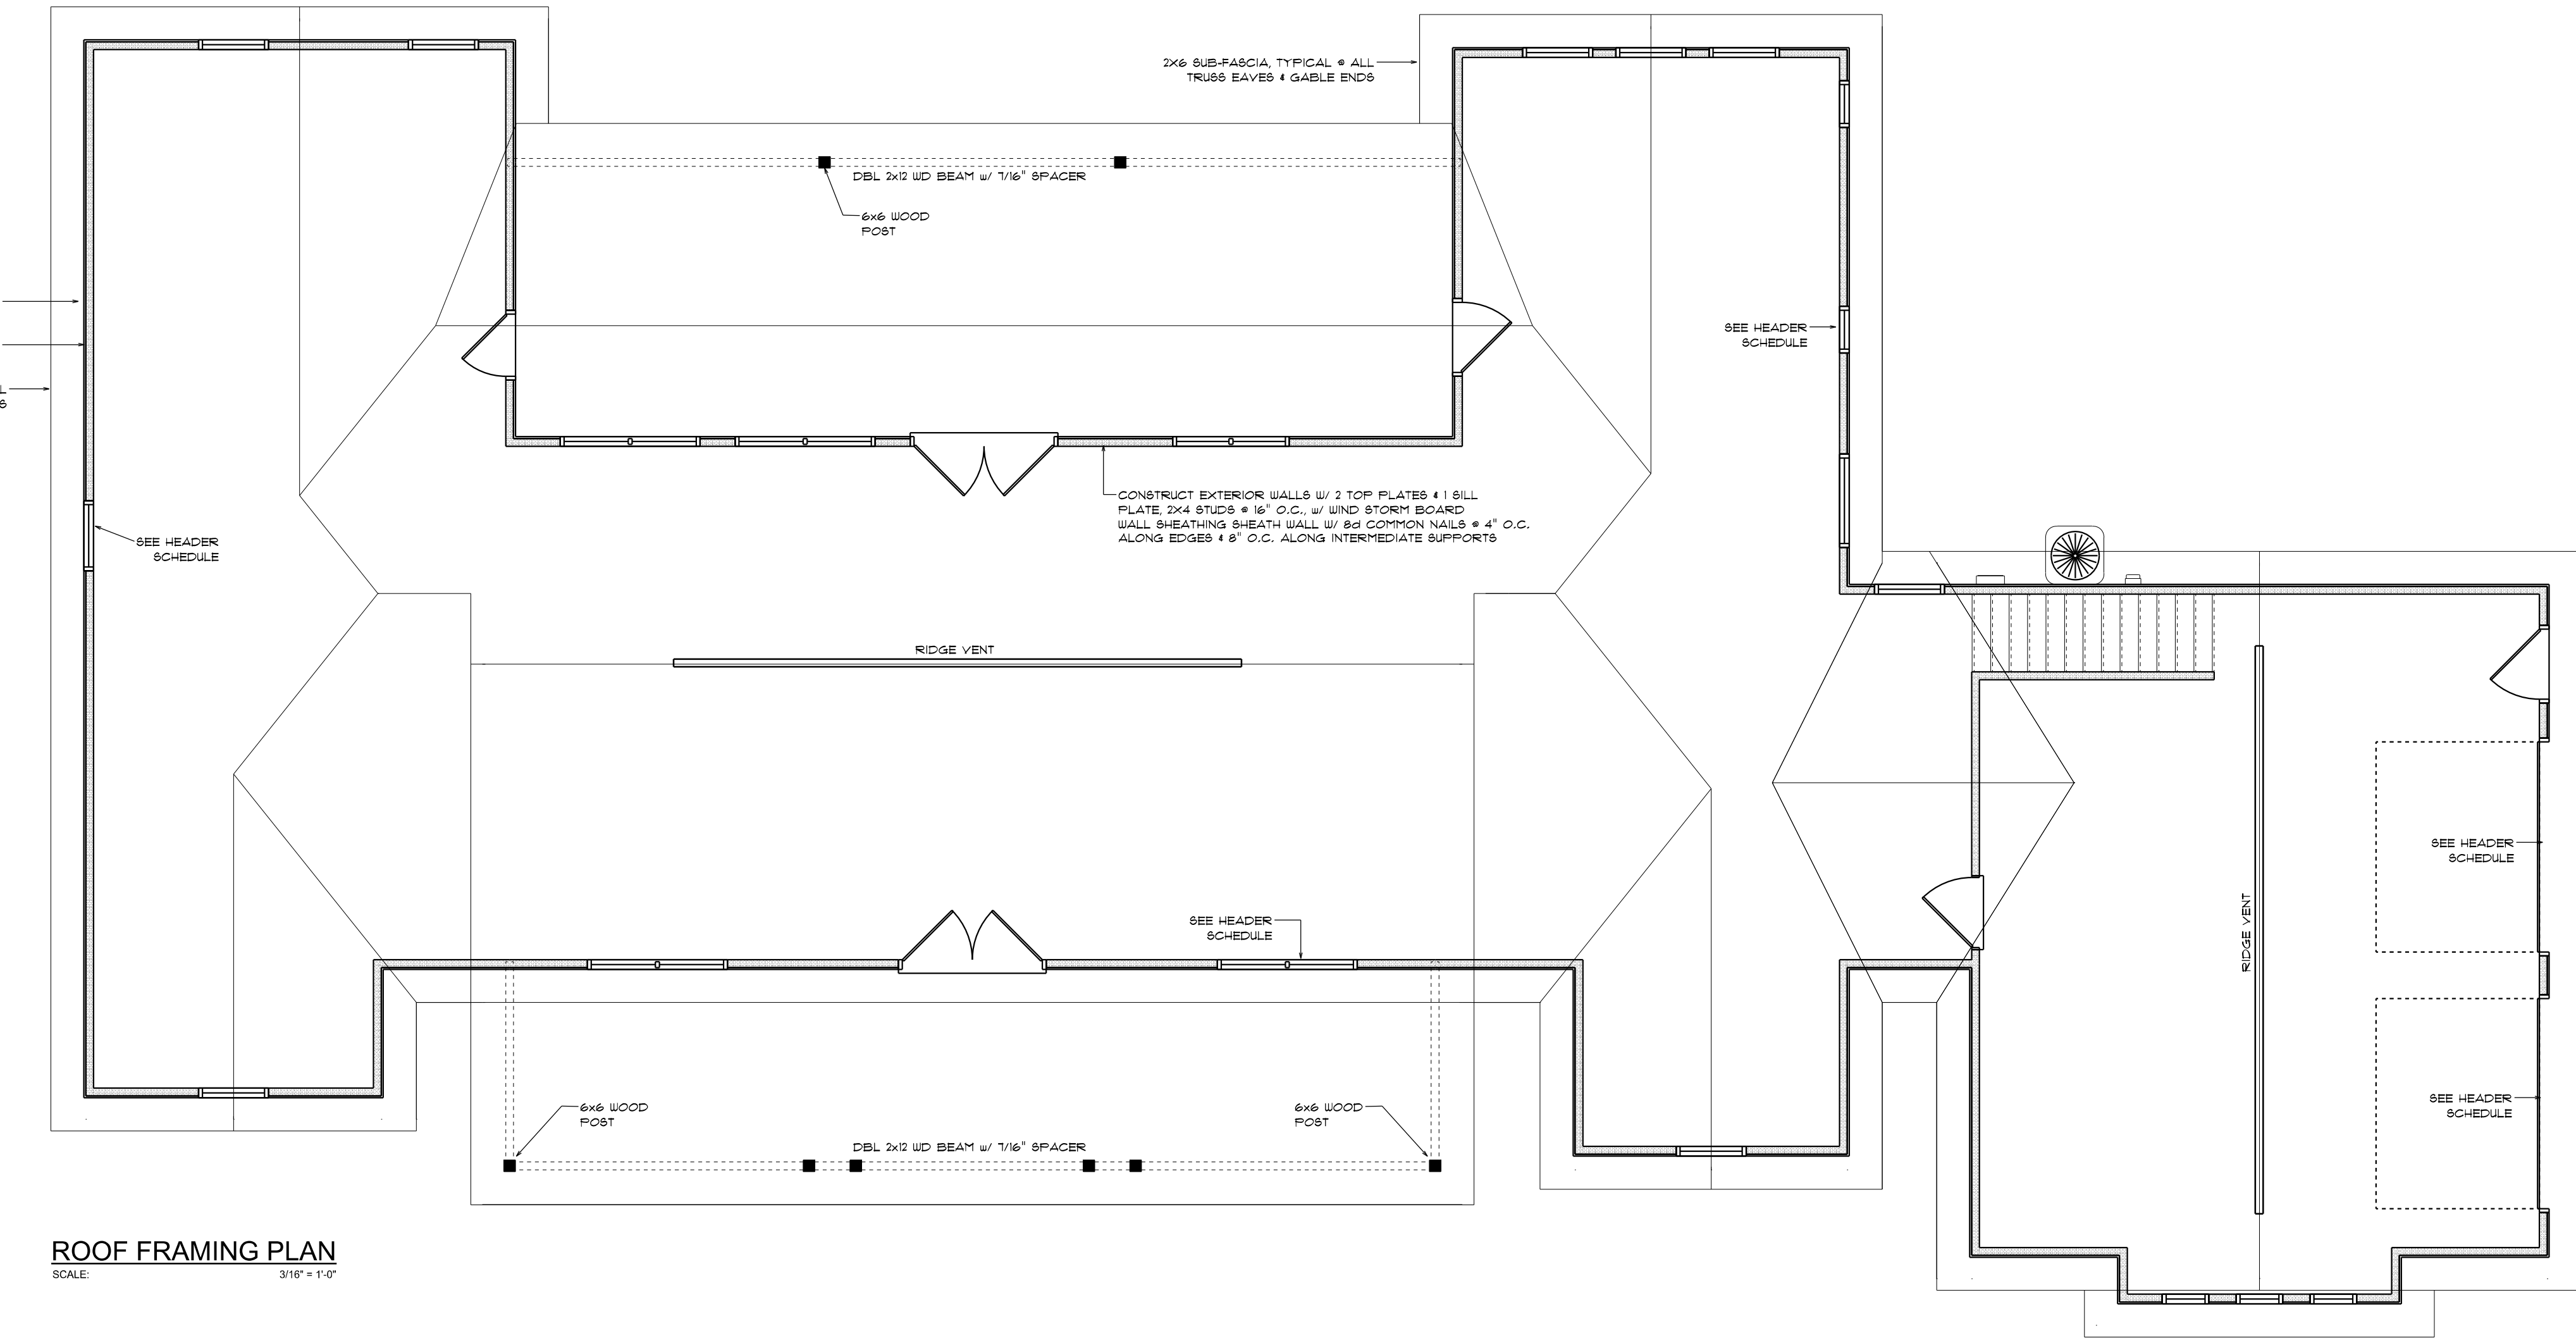 2X6 SUB-FASCIA, TYPICAL @ ALL
TRUSS EAVES & GABLE ENDS
DBL 2x12 WD BEAM w/ 7/16" SPACER
6x6 WOOD
POST
SEE HEADER
SCHEDULE
L
S
CONSTRUCT EXTERIOR WALLS W/ 2 TOP PLATES & 1 SILL
PLATE, 2X4 STUDS @ 16" O.C., w/ WIND STORM BOARD
WALL SHEATHING SHEATH WALL W/ 8d COMMON NAILS @ 4" O.C.
ALONG EDGES & 8" O.C. ALONG INTERMEDIATE SUPPORTS
SEE HEADER
SCHEDULE
RIDGE VENT
SEE HEADER
SCHEDULE
SEE HEADER
SCHEDULE
RIDGE VENT
6x6 WOOD
POST
6x6 WOOD
POST
SEE HEADER
SCHEDULE
DBL 2x12 WD BEAM w/ 7/16" SPACER
ROOF FRAMING PLAN
SCALE: 3/16" = 1'-0"